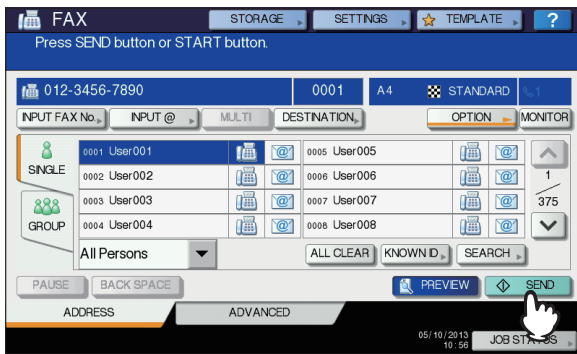 FAX STORAGE SETTINGS TEMPLATE ?
Press SEND button or START button.
012-3456-7890 0001 A4 STANDARD 1
INPUT FAX No. INPUT @ MULTI DESTINATION OPTION MONITOR
SINGLE
GROUP
0001 User001 @ 0005 User005 @
0002 User002 @ 0006 User006 @
0003 User003 @ 0007 User007 @
0004 User004 @ 0008 User008 @
1
375
All Persons ALL CLEAR KNOWN ID SEARCH
PAUSE BACK SPACE PREVIEW SEND
ADDRESS ADVANCED
05/10/2013
10:56
JOB STATUS